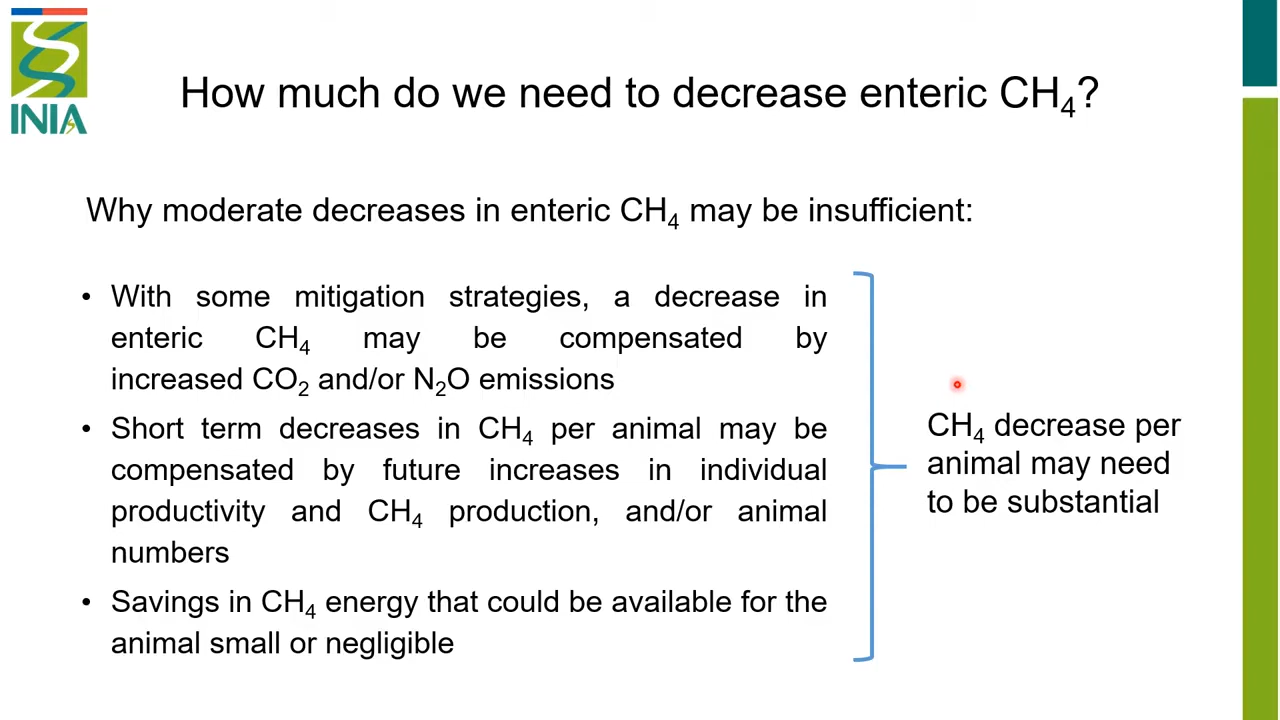 INIA
How much do we need to decrease enteric CH₄?
Why moderate decreases in enteric CH₄ may be insufficient:
• With some mitigation strategies, a decrease in
enteric CH₄ may be compensated by
increased CO₂ and/or N₂O emissions
• Short term decreases in CH₄ per animal may be
compensated by future increases in individual
productivity and CH₄ production, and/or animal
numbers
• Savings in CH₄ energy that could be available for the
animal small or negligible
CH₄ decrease per
animal may need
to be substantial